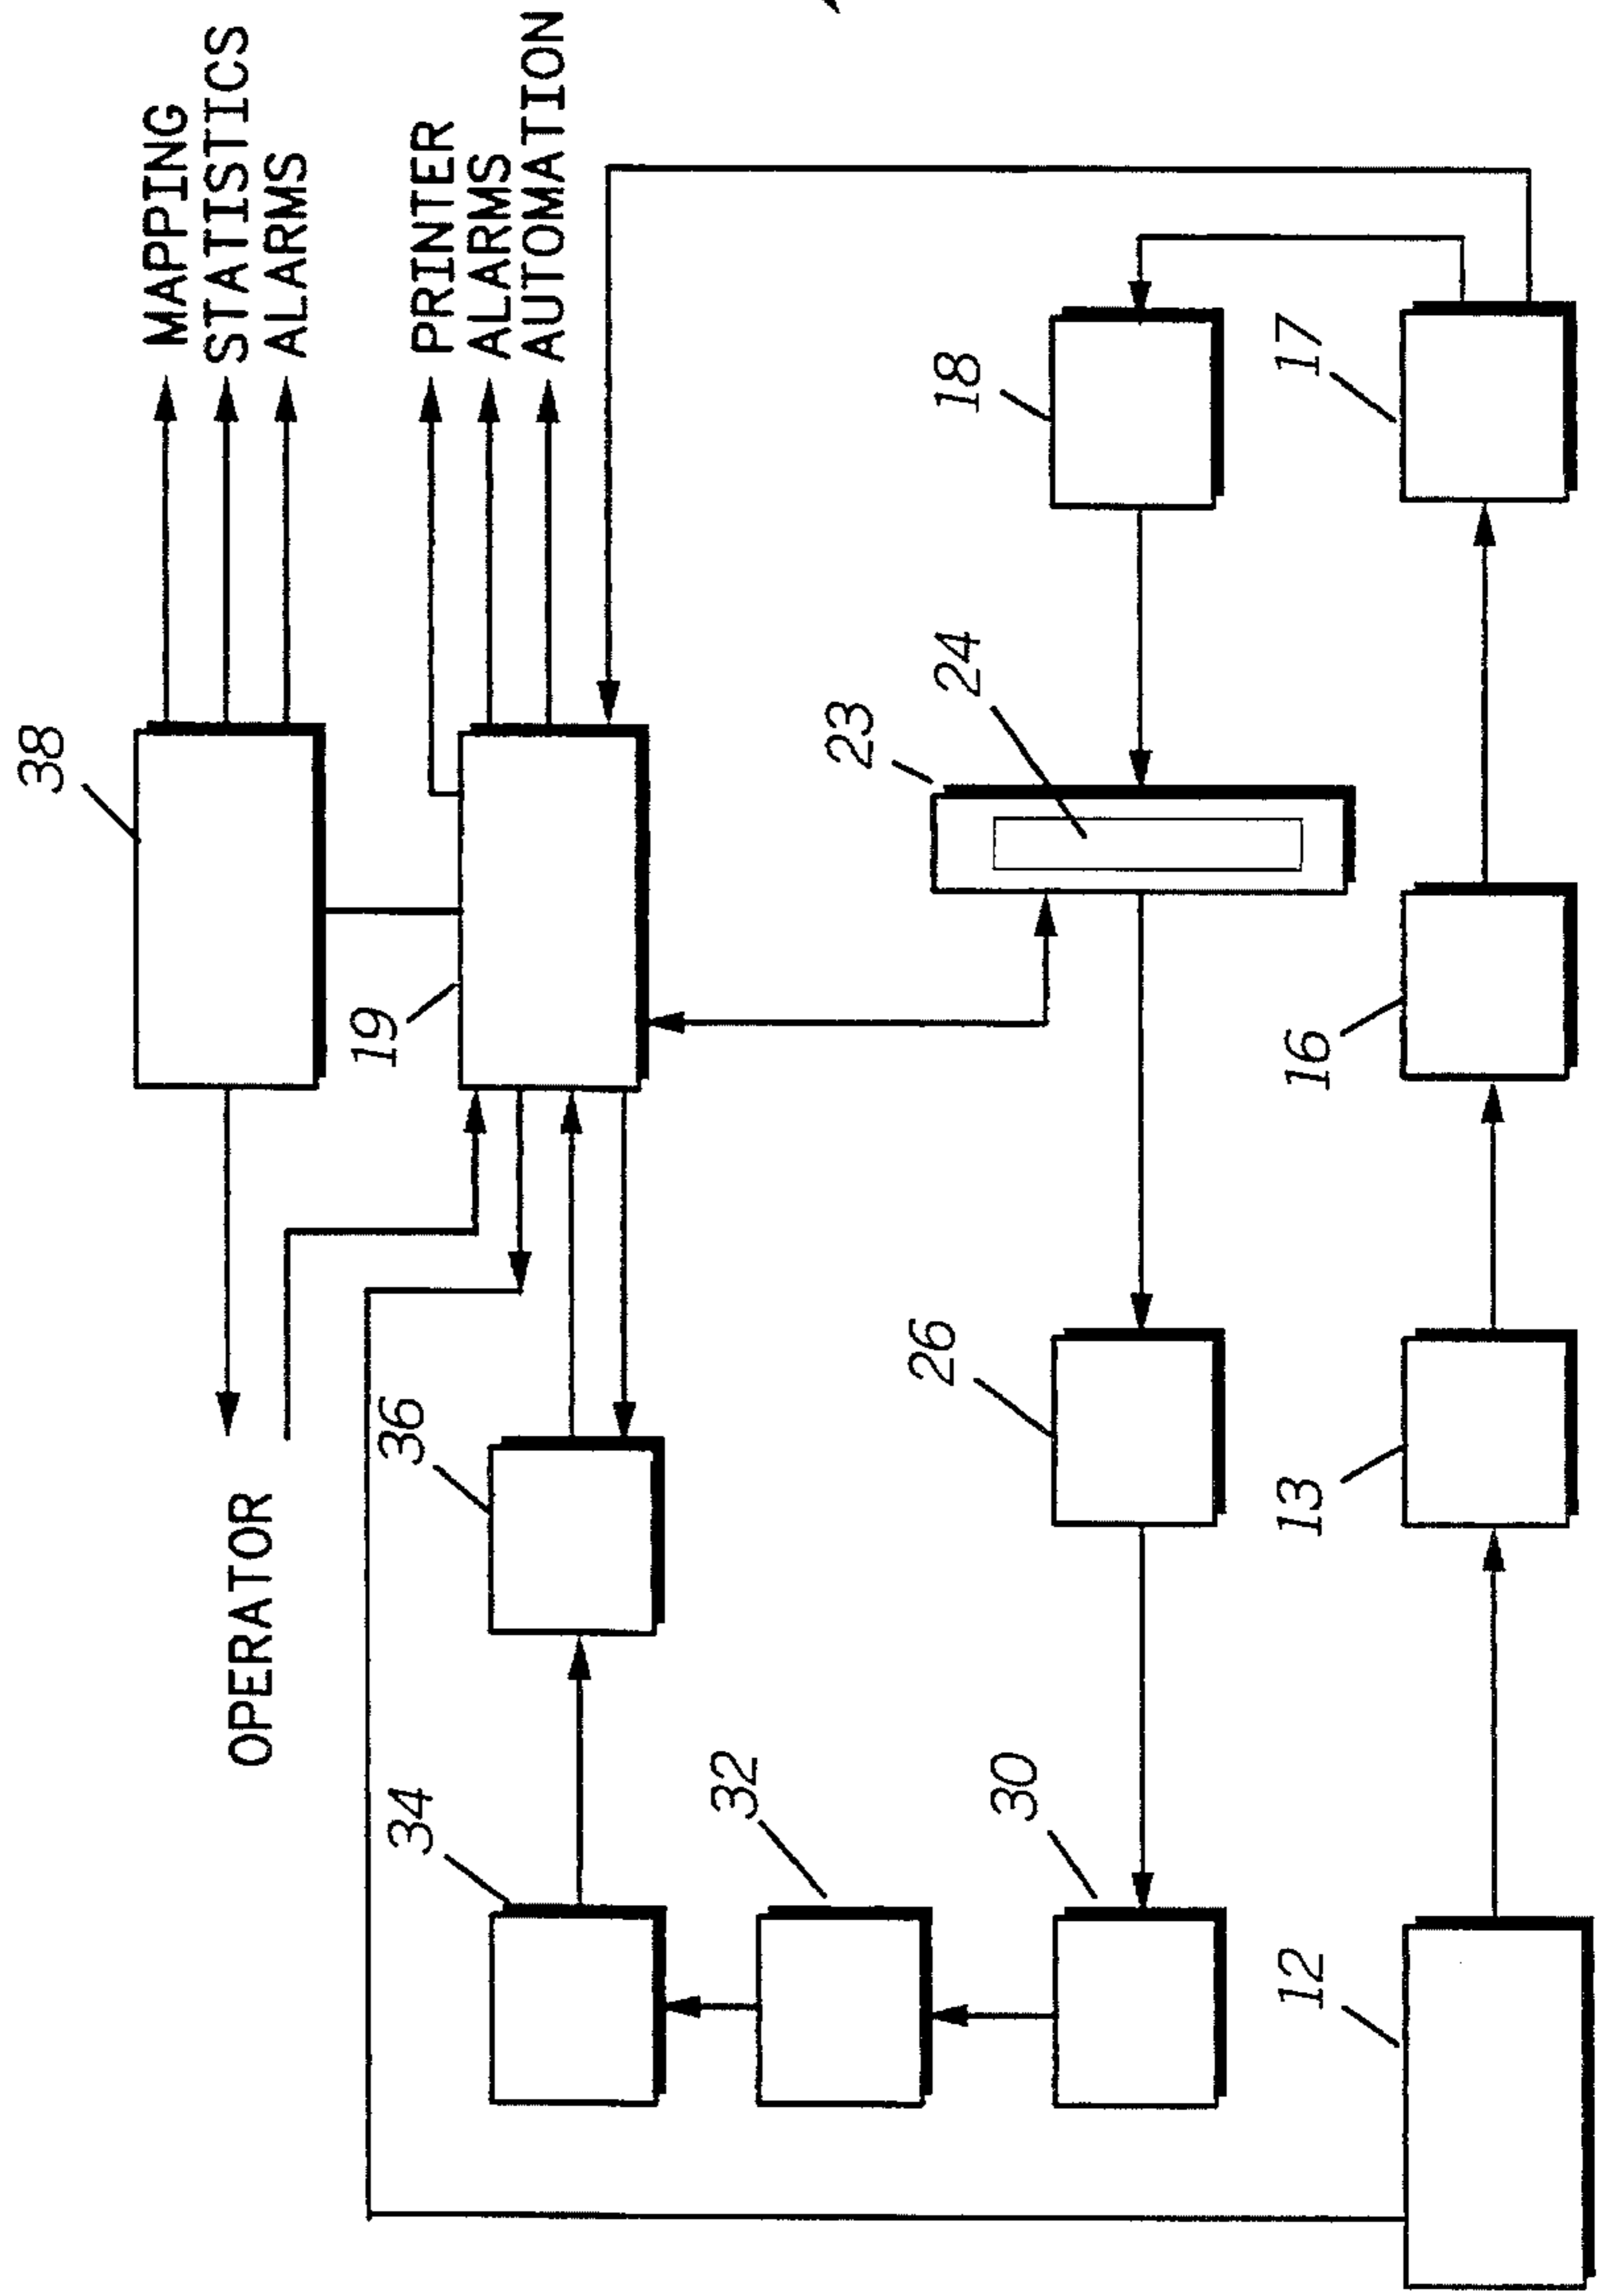 38
MAPPING
STATISTICS
ALARMS
19
PRINTER
ALARMS
AUTOMATION
OPERATOR
36
34
32
30
26
23
24
18
12
13
16
17